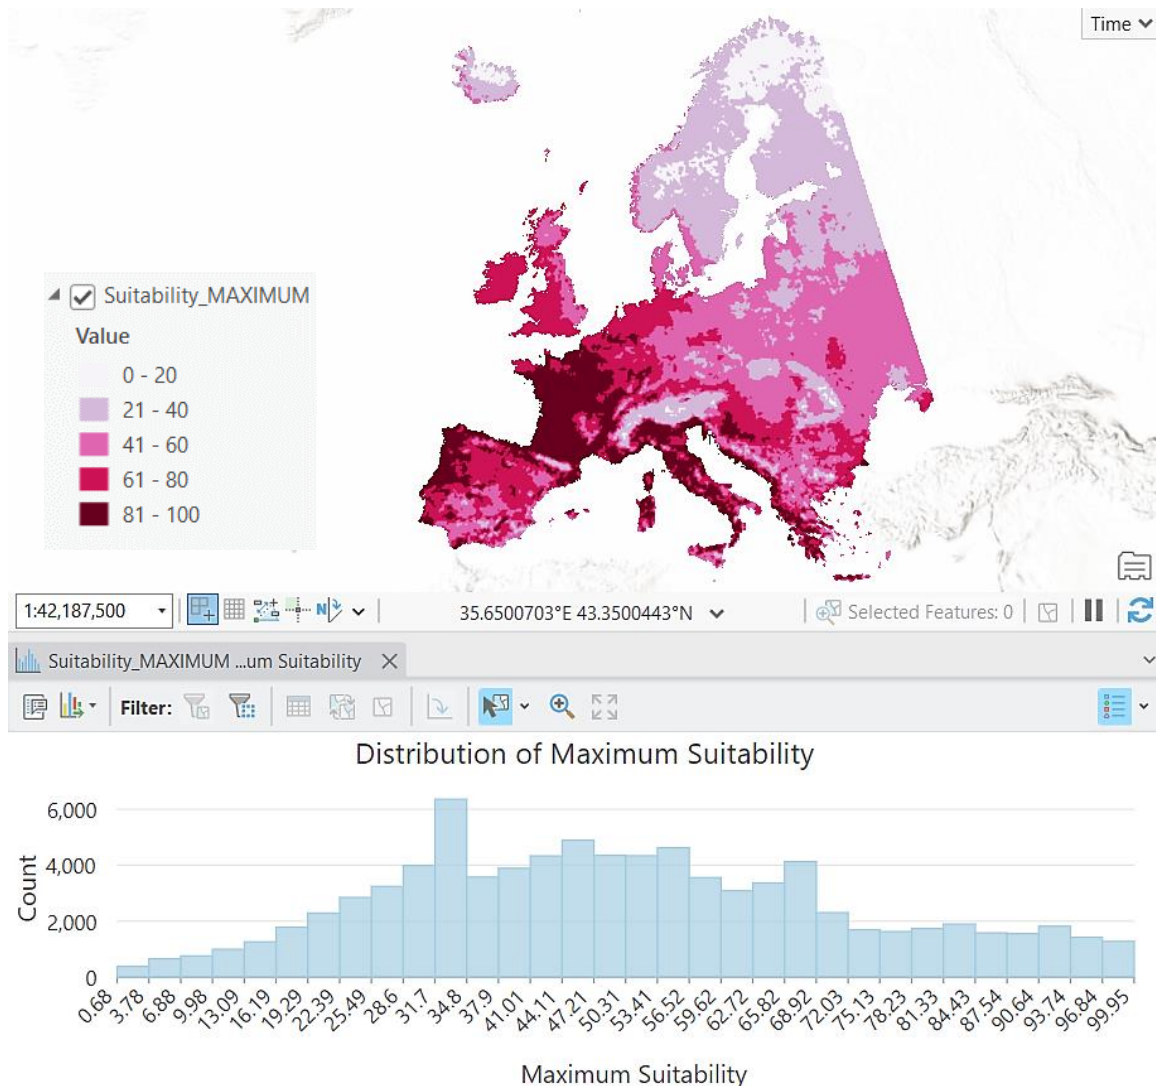 Time
Suitability_MAXIMUM
Value
0 - 20
21 - 40
41 - 60
61 - 80
81 - 100
1:42,187,500
N
35.6500703°E 43.3500443°N
Selected Features: 0
Suitability_MAXIMUM ...um Suitability
Filter:
Distribution of Maximum Suitability
6,000
4,000
2,000
0
Count
0.68 3.78 6.88 9.98 13.09 16.19 19.29 22.39 25.49 28.6 31.7 34.8 37.9 41.01 44.11 47.21 50.31 53.41 56.52 59.62 62.72 65.82 68.92 72.03 75.13 78.23 81.33 84.43 87.54 90.64 93.74 96.84 99.95
Maximum Suitability